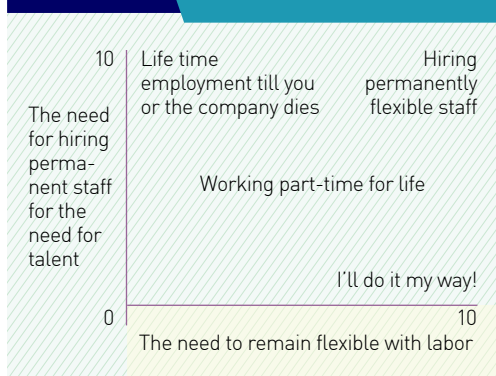 10
Life time
employment till you
or the company dies
Hiring
permanently
flexible staff
The need
for hiring
perma-
nent staff
for the
need for
talent
Working part-time for life
I'll do it my way!
0
10
The need to remain flexible with labor